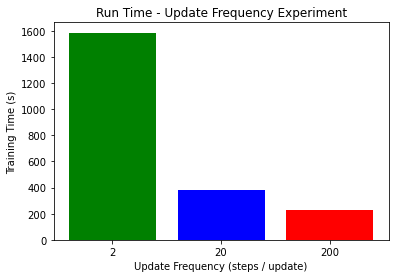 Run Time - Update Frequency Experiment
Training Time (s)
1600
1400
1200
1000
800
600
400
200
0
2 20 200
Update Frequency (steps / update)